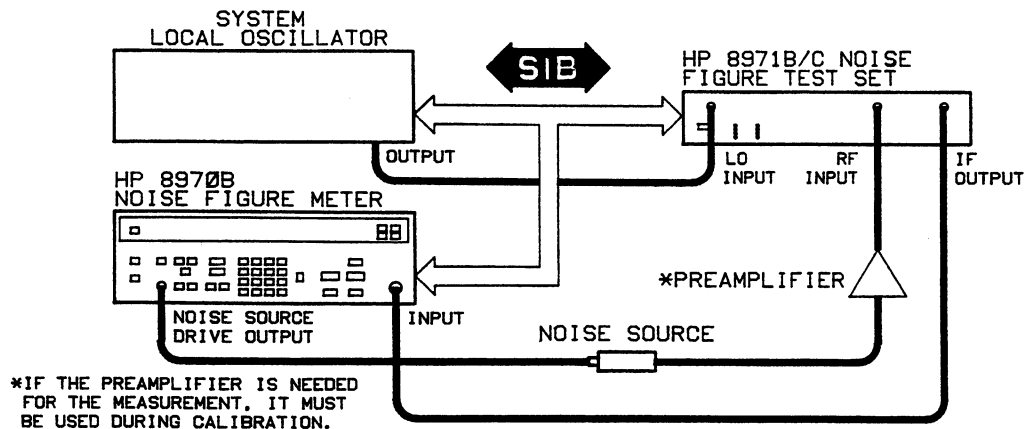 SYSTEM
LOCAL OSCILLATOR
SIB
HP 8971B/C NOISE
FIGURE TEST SET
OUTPUT
LO
INPUT
RF
INPUT
IF
OUTPUT
HP 8970B
NOISE FIGURE METER
*PREAMPLIFIER
NOISE SOURCE
DRIVE OUTPUT
INPUT
NOISE SOURCE
*IF THE PREAMPLIFIER IS NEEDED
FOR THE MEASUREMENT, IT MUST
BE USED DURING CALIBRATION.